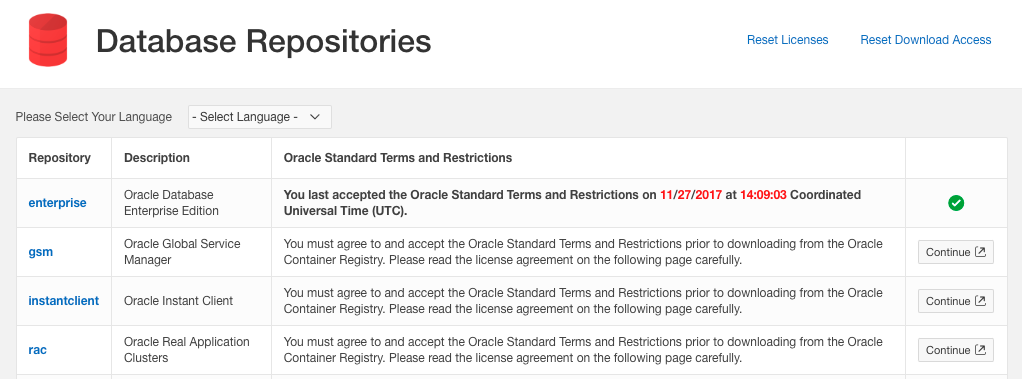 Database Repositories
Reset Licenses
Reset Download Access
Please Select Your Language
- Select Language -
Repository
Description
Oracle Standard Terms and Restrictions
enterprise
Oracle Database
Enterprise Edition
You last accepted the Oracle Standard Terms and Restrictions on 11/27/2017 at 14:09:03 Coordinated
Universal Time (UTC).
gsm
Oracle Global Service
Manager
You must agree to and accept the Oracle Standard Terms and Restrictions prior to downloading from the Oracle
Container Registry. Please read the license agreement on the following page carefully.
Continue
instantclient
Oracle Instant Client
You must agree to and accept the Oracle Standard Terms and Restrictions prior to downloading from the Oracle
Container Registry. Please read the license agreement on the following page carefully.
Continue
rac
Oracle Real Application
Clusters
You must agree to and accept the Oracle Standard Terms and Restrictions prior to downloading from the Oracle
Container Registry. Please read the license agreement on the following page carefully.
Continue